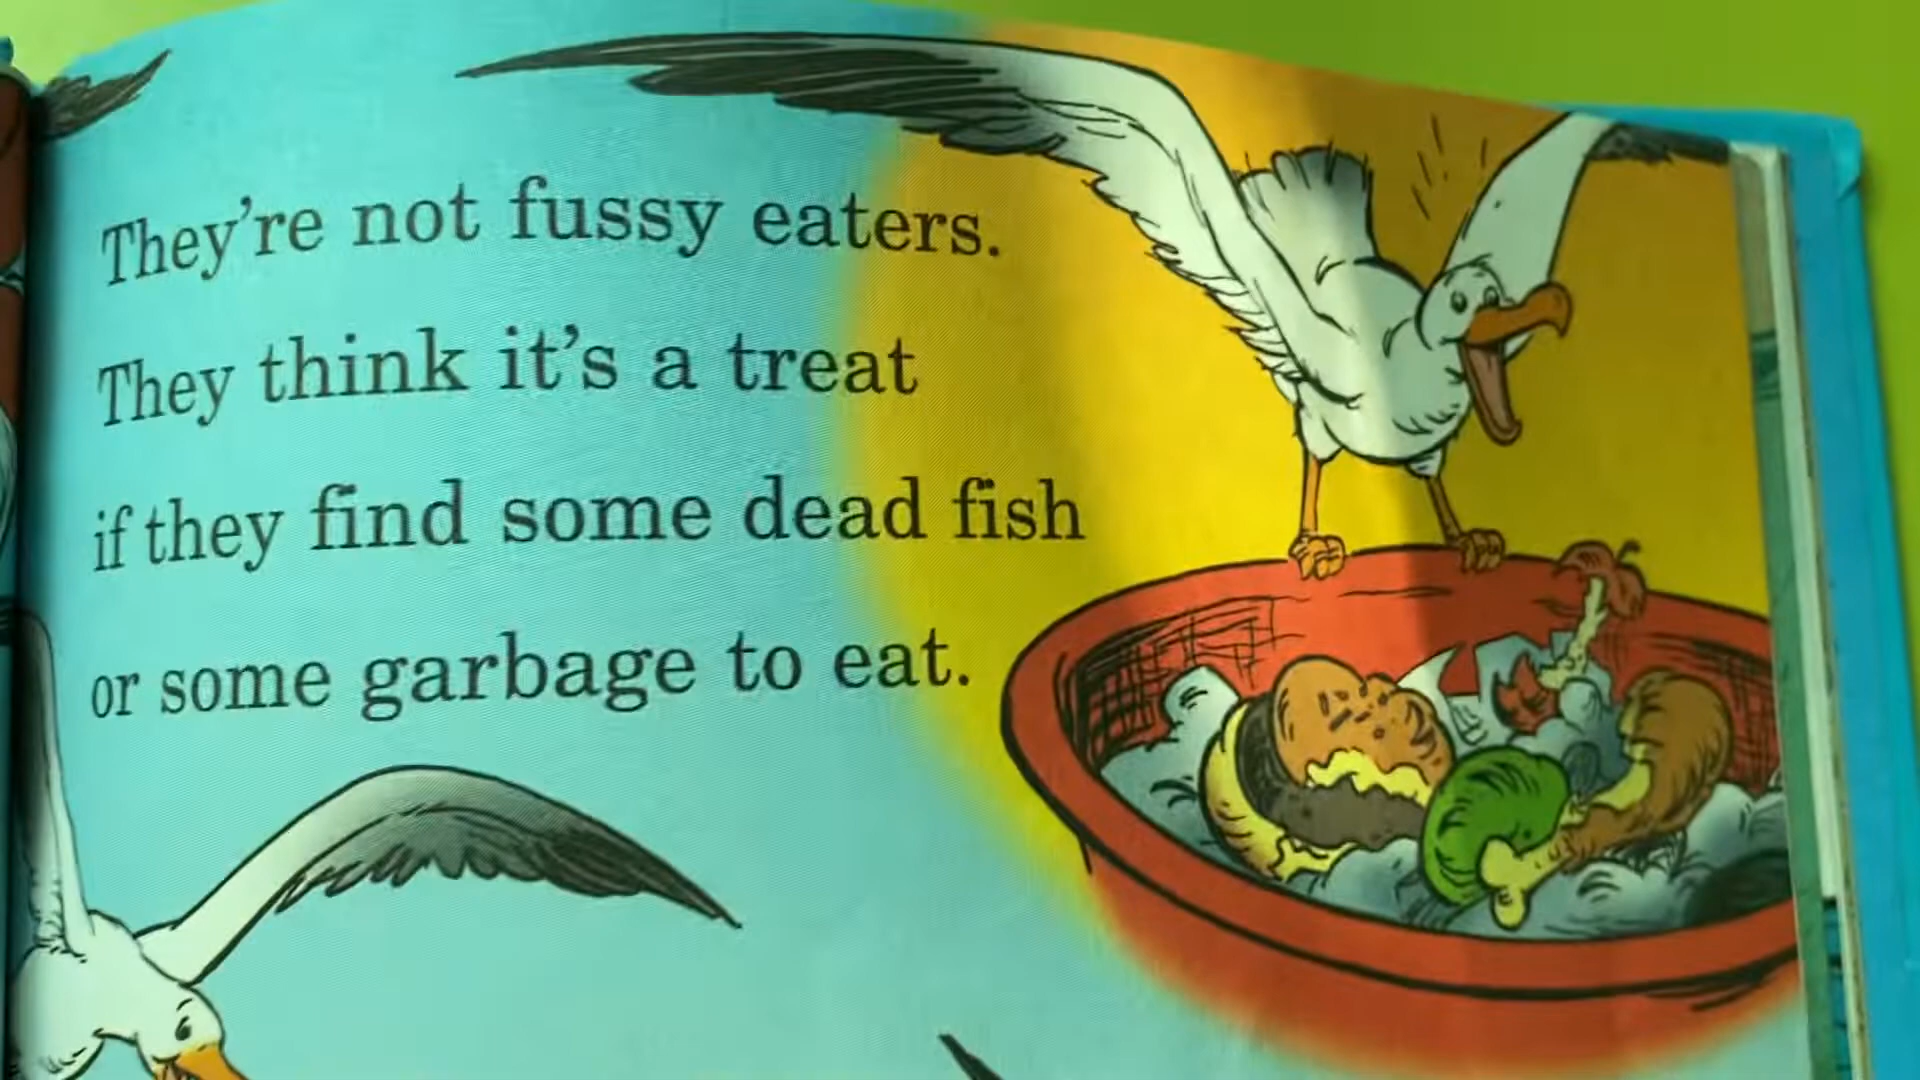 They're not fussy eaters.
They think it's a treat
if they find some dead fish
or some garbage to eat.